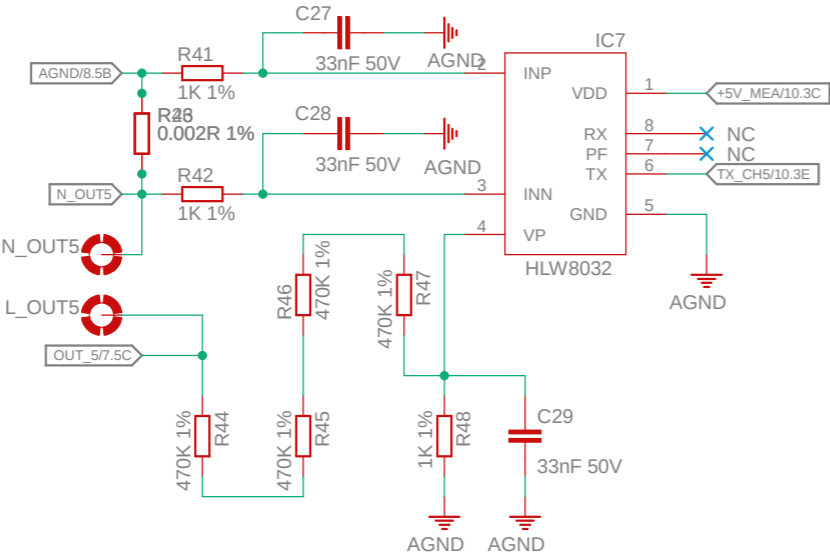 C27
IC7
R41
33nF 50V
AGND
2
INP
AGND/8.5B
1K 1%
VDD
1
+5V_MEA/10.3C
C28
0.002R 1%
RX
8
NC
PF
7
NC
33nF 50V
AGND
R42
TX
6
TX_CH5/10.3E
N_OUT5
3
INN
1K 1%
GND
5
4
VP
N_OUT5
HLW8032
R46
470K 1%
470K 1%
R47
AGND
L_OUT5
OUT_5/7.5C
470K 1%
R44
470K 1%
R45
1K 1%
R48
C29
33nF 50V
AGND
AGND